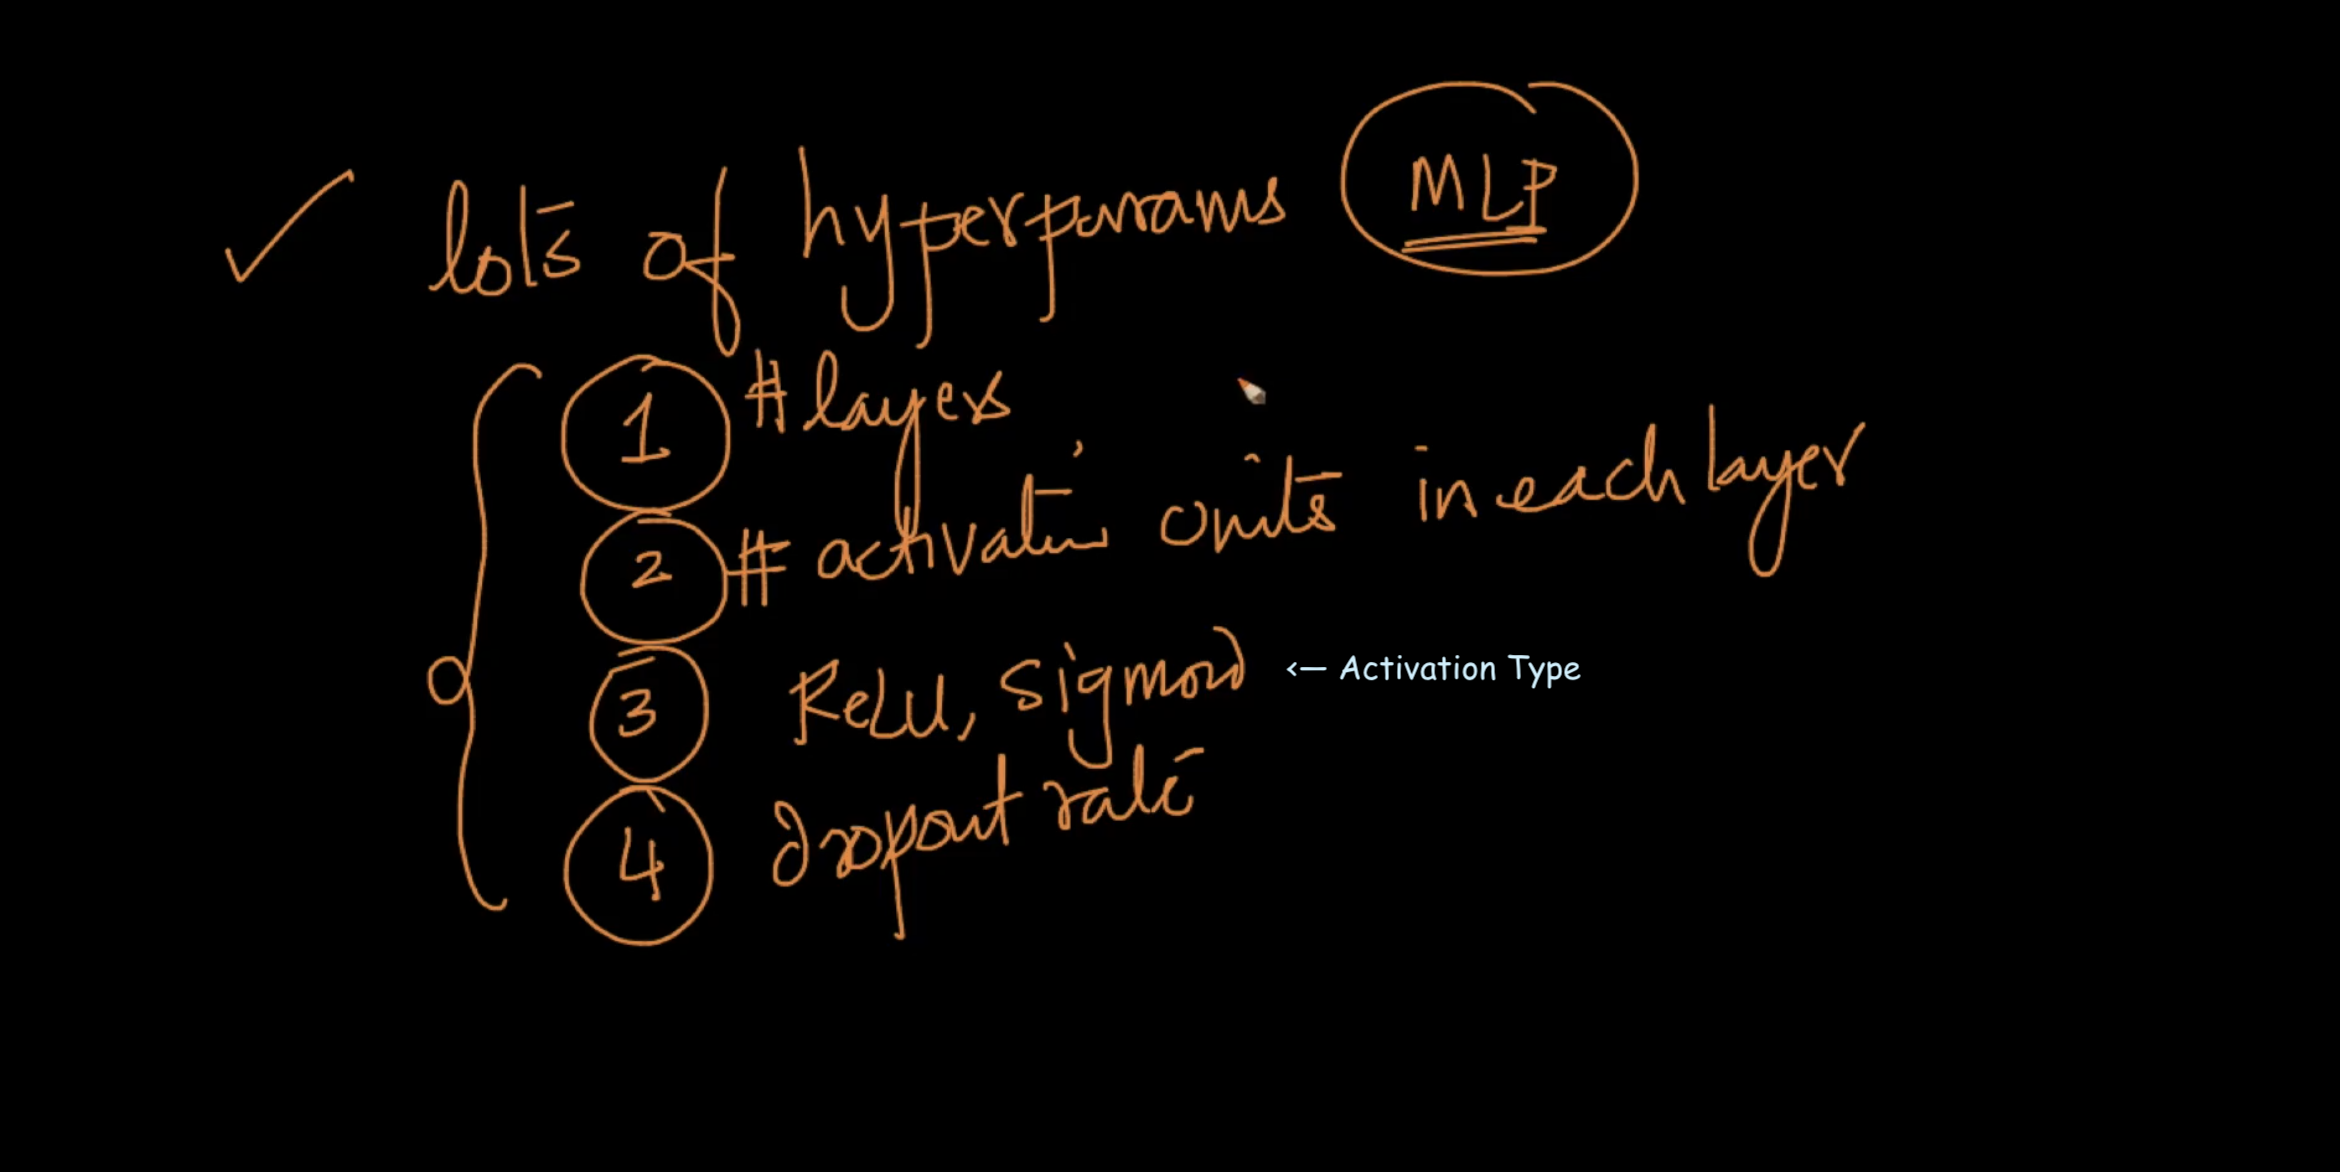 ✓ lots of hyperparams MLP
1 # layers
2 # activation units in each layer
3 Relu, sigmoid <— Activation Type
4 dropout rate